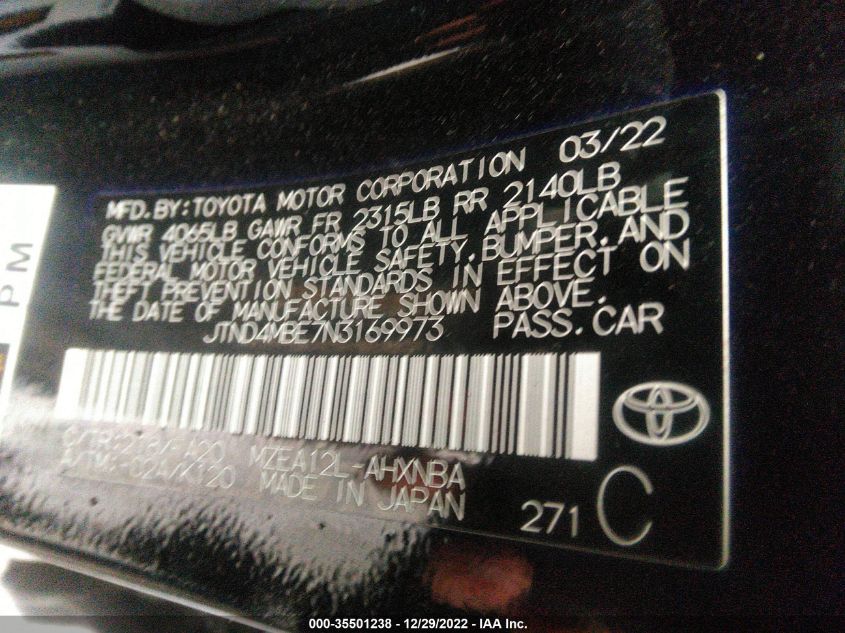 03/22
MFD. BY: TOYOTA MOTOR CORPORATION
GVWR 4065LB GAWR FR 2315LB RR 2140LB
THIS VEHICLE CONFORMS TO ALL APPLICABLE
FEDERAL MOTOR VEHICLE SAFETY, BUMPER, AND
THEFT PREVENTION STANDARDS IN EFFECT ON
THE DATE OF MANUFACTURE SHOWN ABOVE.
JTND4MBE7N3169973 PASS. CAR
MZEA12L-AHXNBA
MADE IN JAPAN
271 C
PM
000-35501238 - 12/29/2022 - IAA Inc.